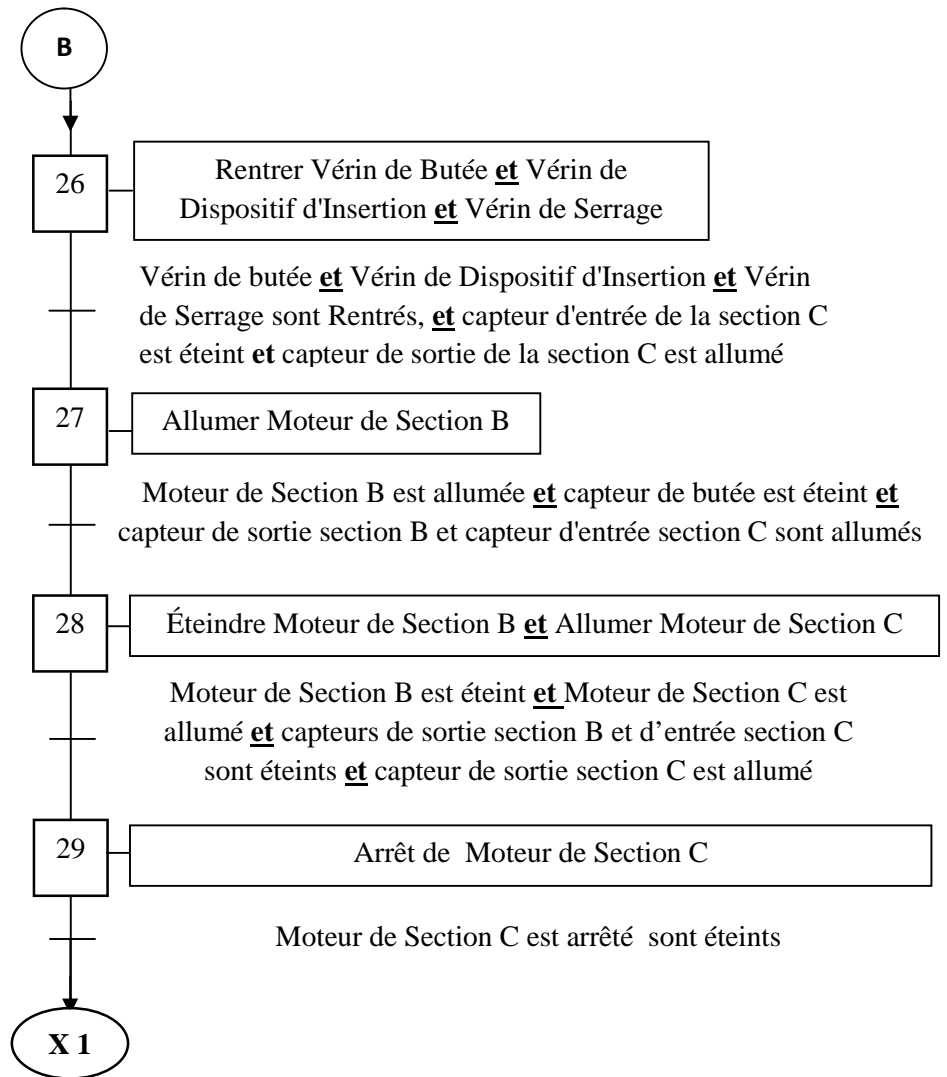 B
26
Rentrer Vérin de Butée et Vérin de
Dispositif d'Insertion et Vérin de Serrage
Vérin de butée et Vérin de Dispositif d'Insertion et Vérin
de Serrage sont Rentrés, et capteur d'entrée de la section C
est éteint et capteur de sortie de la section C est allumé
27
Allumer Moteur de Section B
Moteur de Section B est allumée et capteur de butée est éteint et
capteur de sortie section B et capteur d'entrée section C sont allumés
28
Éteindre Moteur de Section B et Allumer Moteur de Section C
Moteur de Section B est éteint et Moteur de Section C est
allumé et capteurs de sortie section B et d’entrée section C
sont éteints et capteur de sortie section C est allumé
29
Arrêt de Moteur de Section C
Moteur de Section C est arrêté sont éteints
X 1